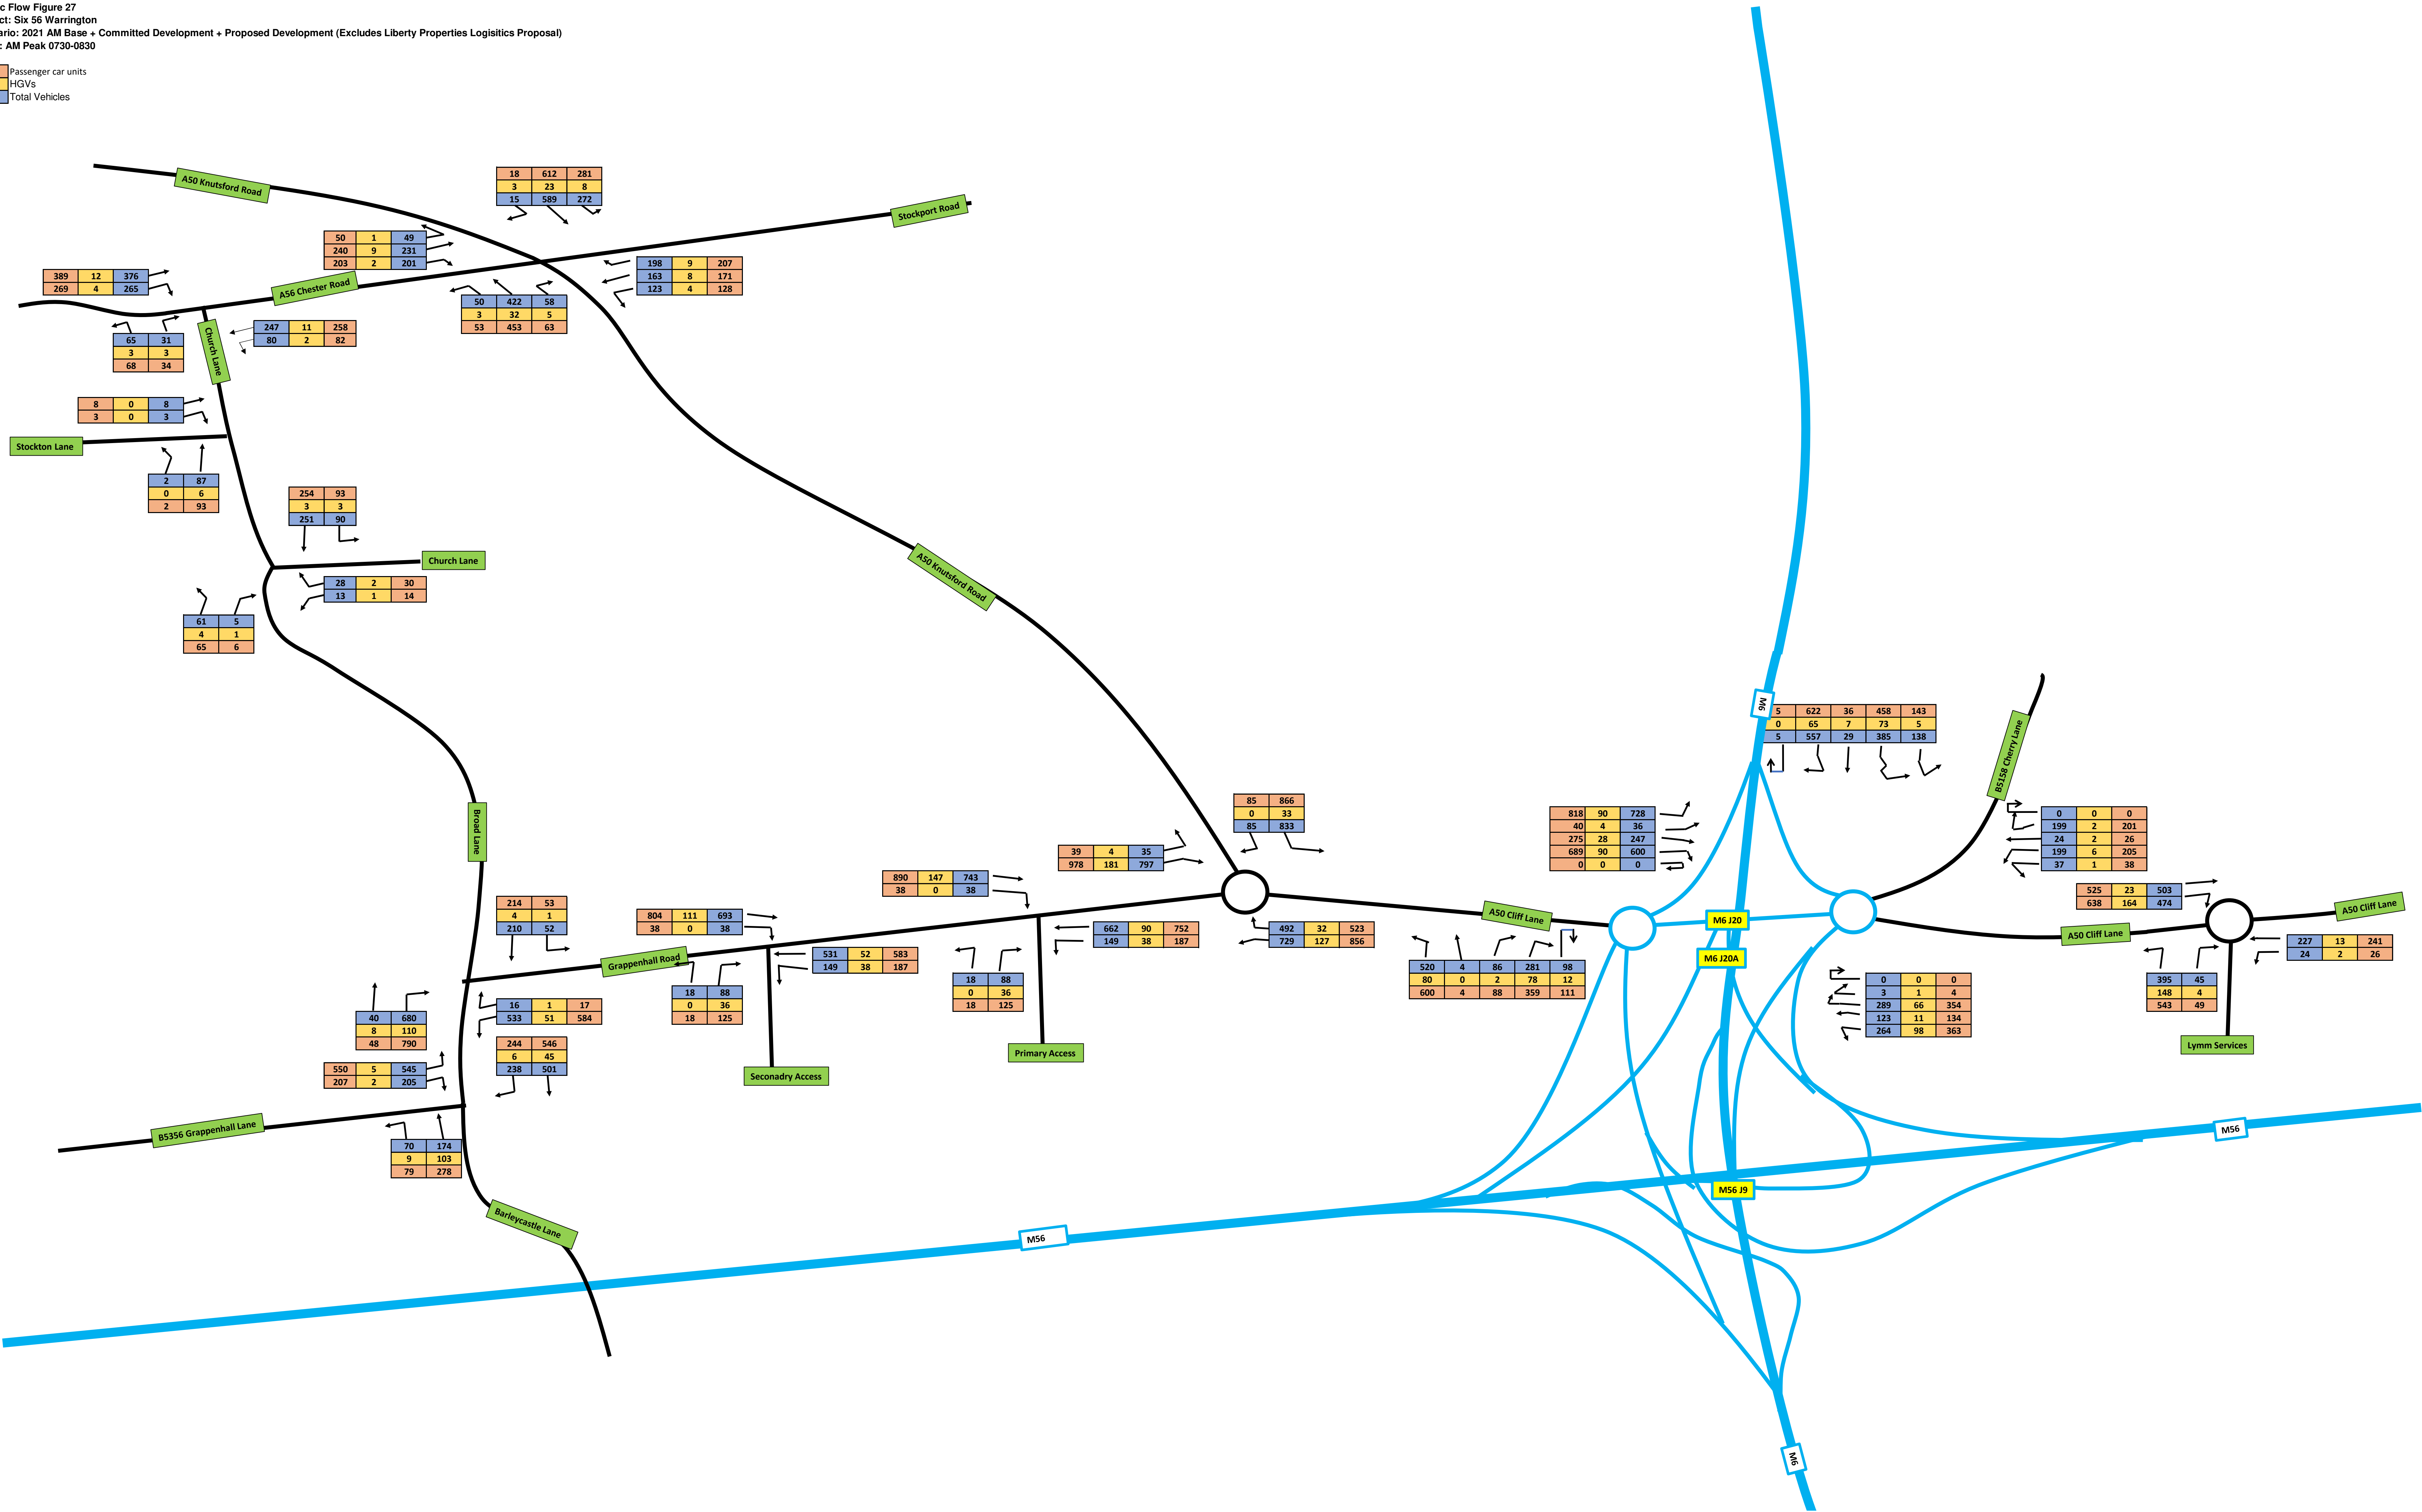 c Flow Figure 27
ct: Six 56 Warrington
ario: 2021 AM Base + Committed Development + Proposed Development (Excludes Liberty Properties Logisitics Proposal)
: AM Peak 0730-0830
Passenger car units
HGVs
Total Vehicles
A50 Knutsford Road
18 612 281
3 23 8
15 589 272
Stockport Road
50 1 49
240 9 231
203 2 201
198 9 207
163 8 171
123 4 128
389 12 376
269 4 265
A56 Chester Road
50 422 58
3 32 5
53 453 63
Church Lane
247 11 258
80 2 82
65 31
3 3
68 34
8 0 8
3 0 3
Stockton Lane
2 87
0 6
2 93
254 93
3 3
251 90
Church Lane
28 2 30
13 1 14
61 5
4 1
65 6
A50 Knutsford Road
M6
5 622 36 458 143
0 65 7 73 5
5 557 29 385 138
B5158 Cherry Lane
Broad Lane
85 866
0 33
85 833
818 90 728
40 4 36
275 28 247
689 90 600
0 0 0
0 0 0
199 2 201
24 2 26
199 6 205
37 1 38
39 4 35
978 181 797
890 147 743
38 0 38
525 23 503
638 164 474
A50 Cliff Lane
214 53
4 1
210 52
804 111 693
38 0 38
A50 Cliff Lane
M6 J20
662 90 752
149 38 187
492 32 523
729 127 856
A50 Cliff Lane
227 13 241
24 2 26
Grappenhall Road
531 52 583
149 38 187
M6 J20A
520 4 86 281 98
80 0 2 78 12
600 4 88 359 111
18 88
0 36
18 125
18 88
0 36
18 125
0 0 0
3 1 4
289 66 354
123 11 134
264 98 363
395 45
148 4
543 49
16 1 17
533 51 584
40 680
8 110
48 790
244 546
6 45
238 501
Primary Access
Lymm Services
550 5 545
207 2 205
Seconadry Access
B5356 Grappenhall Lane
M56
70 174
9 103
79 278
M56 J9
Barleycastle Lane
M56
M6